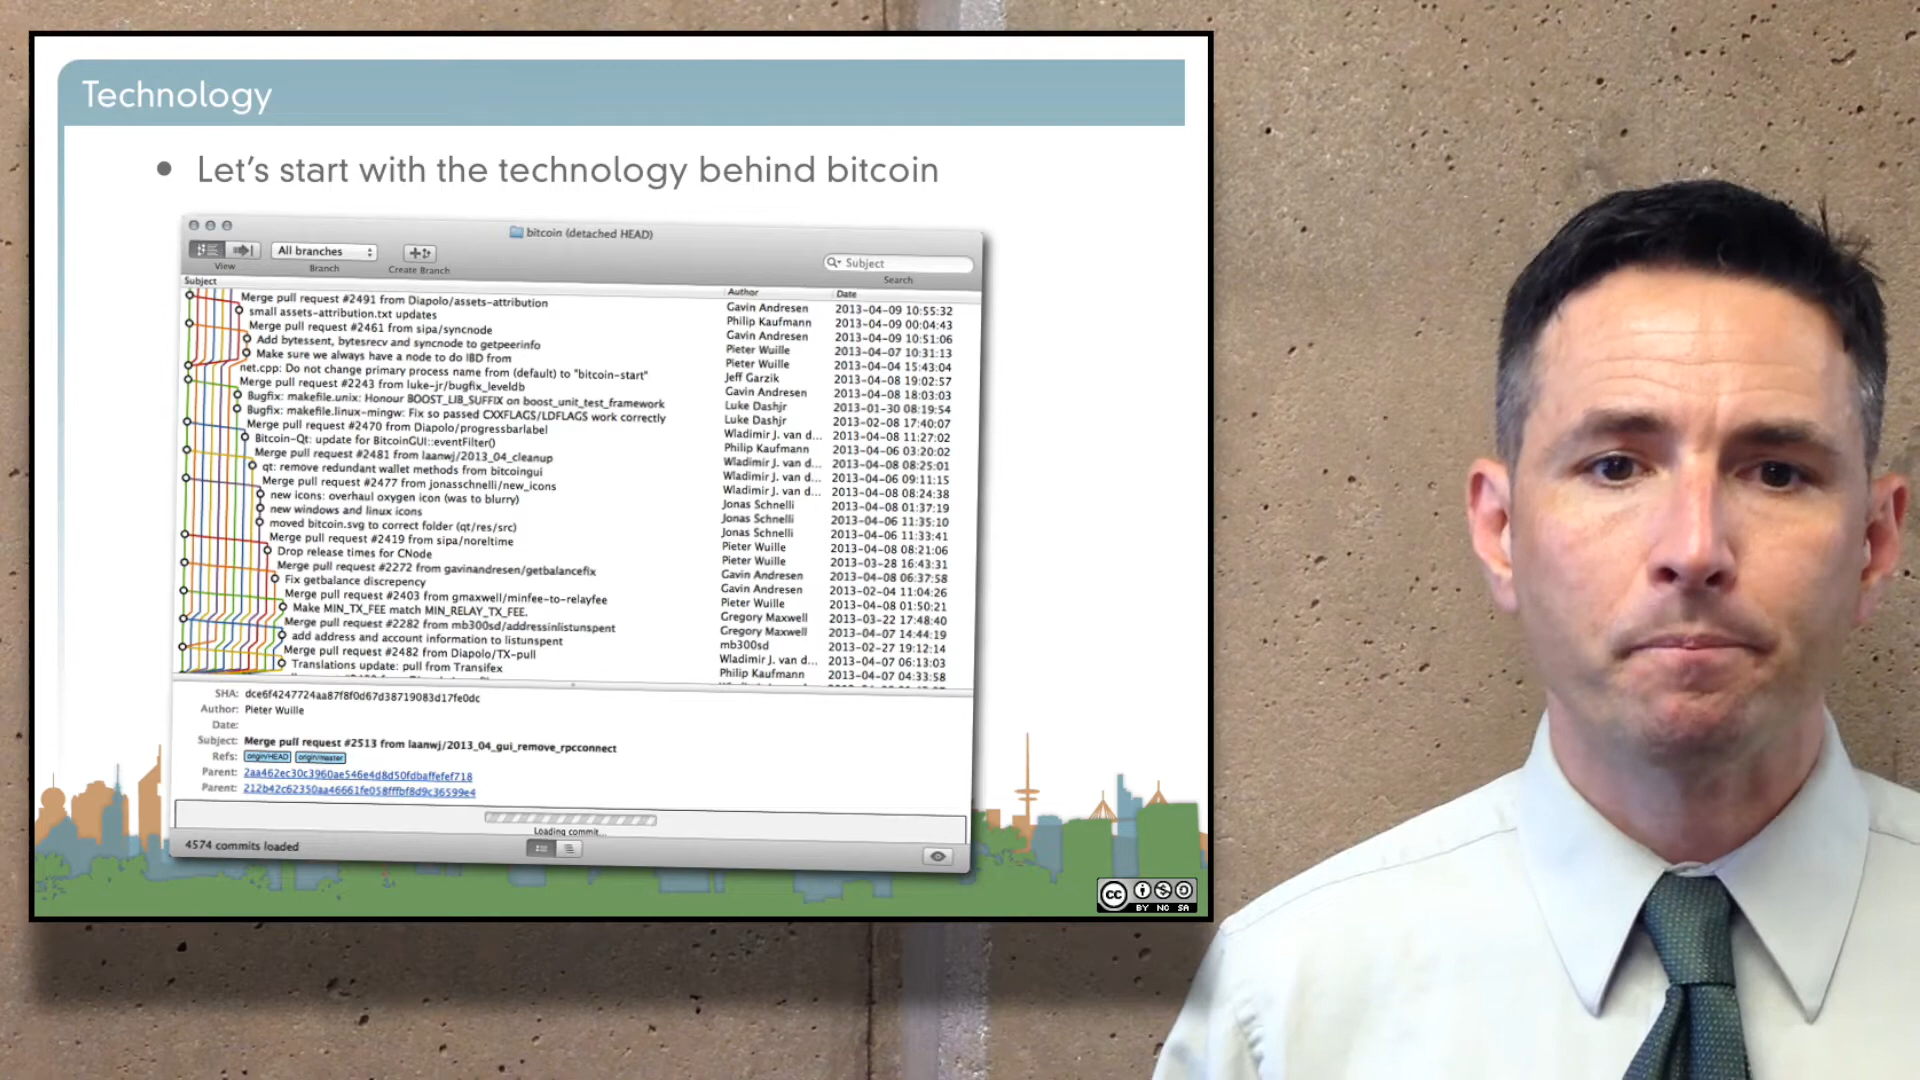 Technology
• Let's start with the technology behind bitcoin
bitcoin (detached HEAD)
All branches
Subject
View
Branch
Create Branch
Search
Subject Author Date
Merge pull request #2491 from Diapolo/assets-attribution Gavin Andresen 2013-04-09 10:55:32
small assets-attribution.txt updates Philip Kaufmann 2013-04-09 00:04:43
Merge pull request #2461 from sipa/syncnode Gavin Andresen 2013-04-09 10:51:06
Add bytessent, bytesrecv and syncnode to getpeerinfo Pieter Wuille 2013-04-07 10:31:13
Make sure we always have a node to do IBD from Pieter Wuille 2013-04-04 15:43:04
net.cpp: Do not change primary process name from (default) to "bitcoin-start" Jeff Garzik 2013-04-08 19:02:57
Merge pull request #2243 from luke-jr/bugfix_leveldb Gavin Andresen 2013-04-08 18:03:03
Bugfix: makefile.unix: Honour BOOST_LIB_SUFFIX on boost_unit_test_framework Luke Dashjr 2013-01-30 08:19:54
Bugfix: makefile.linux-mingw: Fix so passed CXXFLAGS/LDFLAGS work correctly Luke Dashjr 2013-02-08 17:40:07
Merge pull request #2470 from Diapolo/progressbarlabel Wladimir J. van d... 2013-04-08 11:27:02
Bitcoin-Qt: update for BitcoinGUI::eventFilter() Philip Kaufmann 2013-04-06 03:20:02
Merge pull request #2481 from laanwj/2013_04_cleanup Wladimir J. van d... 2013-04-08 08:25:01
qt: remove redundant wallet methods from bitcoingui Wladimir J. van d... 2013-04-06 09:11:15
Merge pull request #2477 from jonasschnelli/new_icons Wladimir J. van d... 2013-04-08 08:24:38
new icons: overhaul oxygen icon (was to blurry) Jonas Schnelli 2013-04-08 01:37:19
new windows and linux icons Jonas Schnelli 2013-04-06 11:35:10
moved bitcoin.svg to correct folder (qt/res/src) Jonas Schnelli 2013-04-06 11:33:41
Merge pull request #2419 from sipa/noreltime Pieter Wuille 2013-04-08 08:21:06
Drop release times for CNode Pieter Wuille 2013-03-28 16:43:31
Merge pull request #2272 from gavinandresen/getbalancefix Gavin Andresen 2013-04-08 06:37:58
Fix getbalance discrepency Gavin Andresen 2013-02-04 11:04:26
Merge pull request #2403 from gmaxwell/minfee-to-relayfee Pieter Wuille 2013-04-08 01:50:21
Make MIN_TX_FEE match MIN_RELAY_TX_FEE. Gregory Maxwell 2013-03-22 17:48:40
Merge pull request #2282 from mb300sd/addressinlistunspent Gregory Maxwell 2013-04-07 14:44:19
add address and account information to listunspent mb300sd 2013-02-27 19:12:14
Merge pull request #2482 from Diapolo/TX-pull Wladimir J. van d... 2013-04-07 06:13:03
Translations update: pull from Transifex Philip Kaufmann 2013-04-07 04:33:58
SHA: dce6f4247724aa87f8f0d67d38719083d17fe0dc
Author: Pieter Wuille
Date:
Subject: Merge pull request #2513 from laanwj/2013_04_gui_remove_rpcconnect
Refs: origin/HEAD origin/master
Parent: 2aa462ec30c3960ae546e4d8d50fdbaffefef718
Parent: 212b42c62350aa46661fe058fffbf8d9c36599e4
Loading commit...
4574 commits loaded
cc
BY NC SA